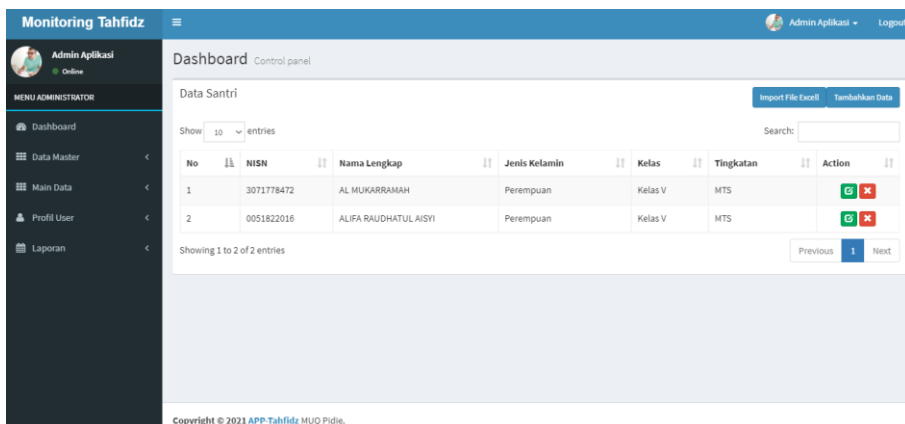 Monitoring Tahfidz
Admin Aplikasi
Logout
Admin Aplikasi
Online
MENU ADMINISTRATOR
Dashboard
Data Master
Main Data
Profil User
Laporan
Dashboard Control panel
Data Santri
Import File Excell
Tambahkan Data
Show 10 entries
Search:
No NISN Nama Lengkap Jenis Kelamin Kelas Tingkatan Action
1 3071778472 AL MUKARRAMAH Perempuan Kelas V MTS
2 0051822016 ALIFA RAUDHATUL AISYI Perempuan Kelas V MTS
Showing 1 to 2 of 2 entries
Previous 1 Next
Copyright © 2021 APP-Tahfidz MUQ Pidie.